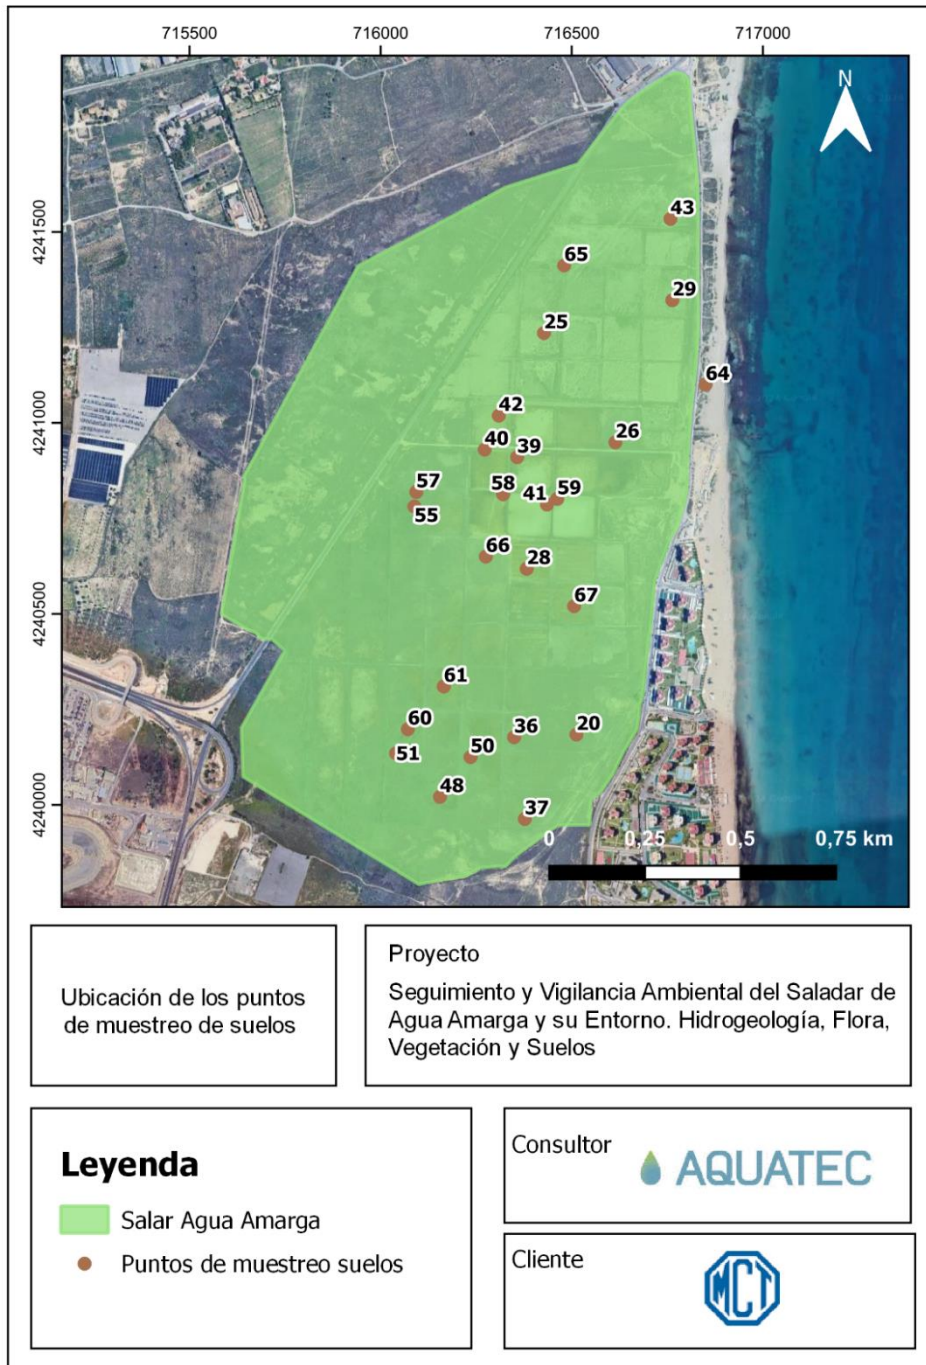 715500
716000
716500
717000
4241500
4241000
4240500
4240000
N
43
65
29
25
64
42
26
40
39
57
58
41
59
55
66
28
67
61
60
36
20
51
50
48
37
0
0,25
0,5
0,75 km
Ubicación de los puntos
de muestreo de suelos
Proyecto
Seguimiento y Vigilancia Ambiental del Saladar de
Agua Amarga y su Entorno. Hidrogeología, Flora,
Vegetación y Suelos
Leyenda
Salar Agua Amarga
Puntos de muestreo suelos
Consultor
AQUATEC
Cliente
MCT